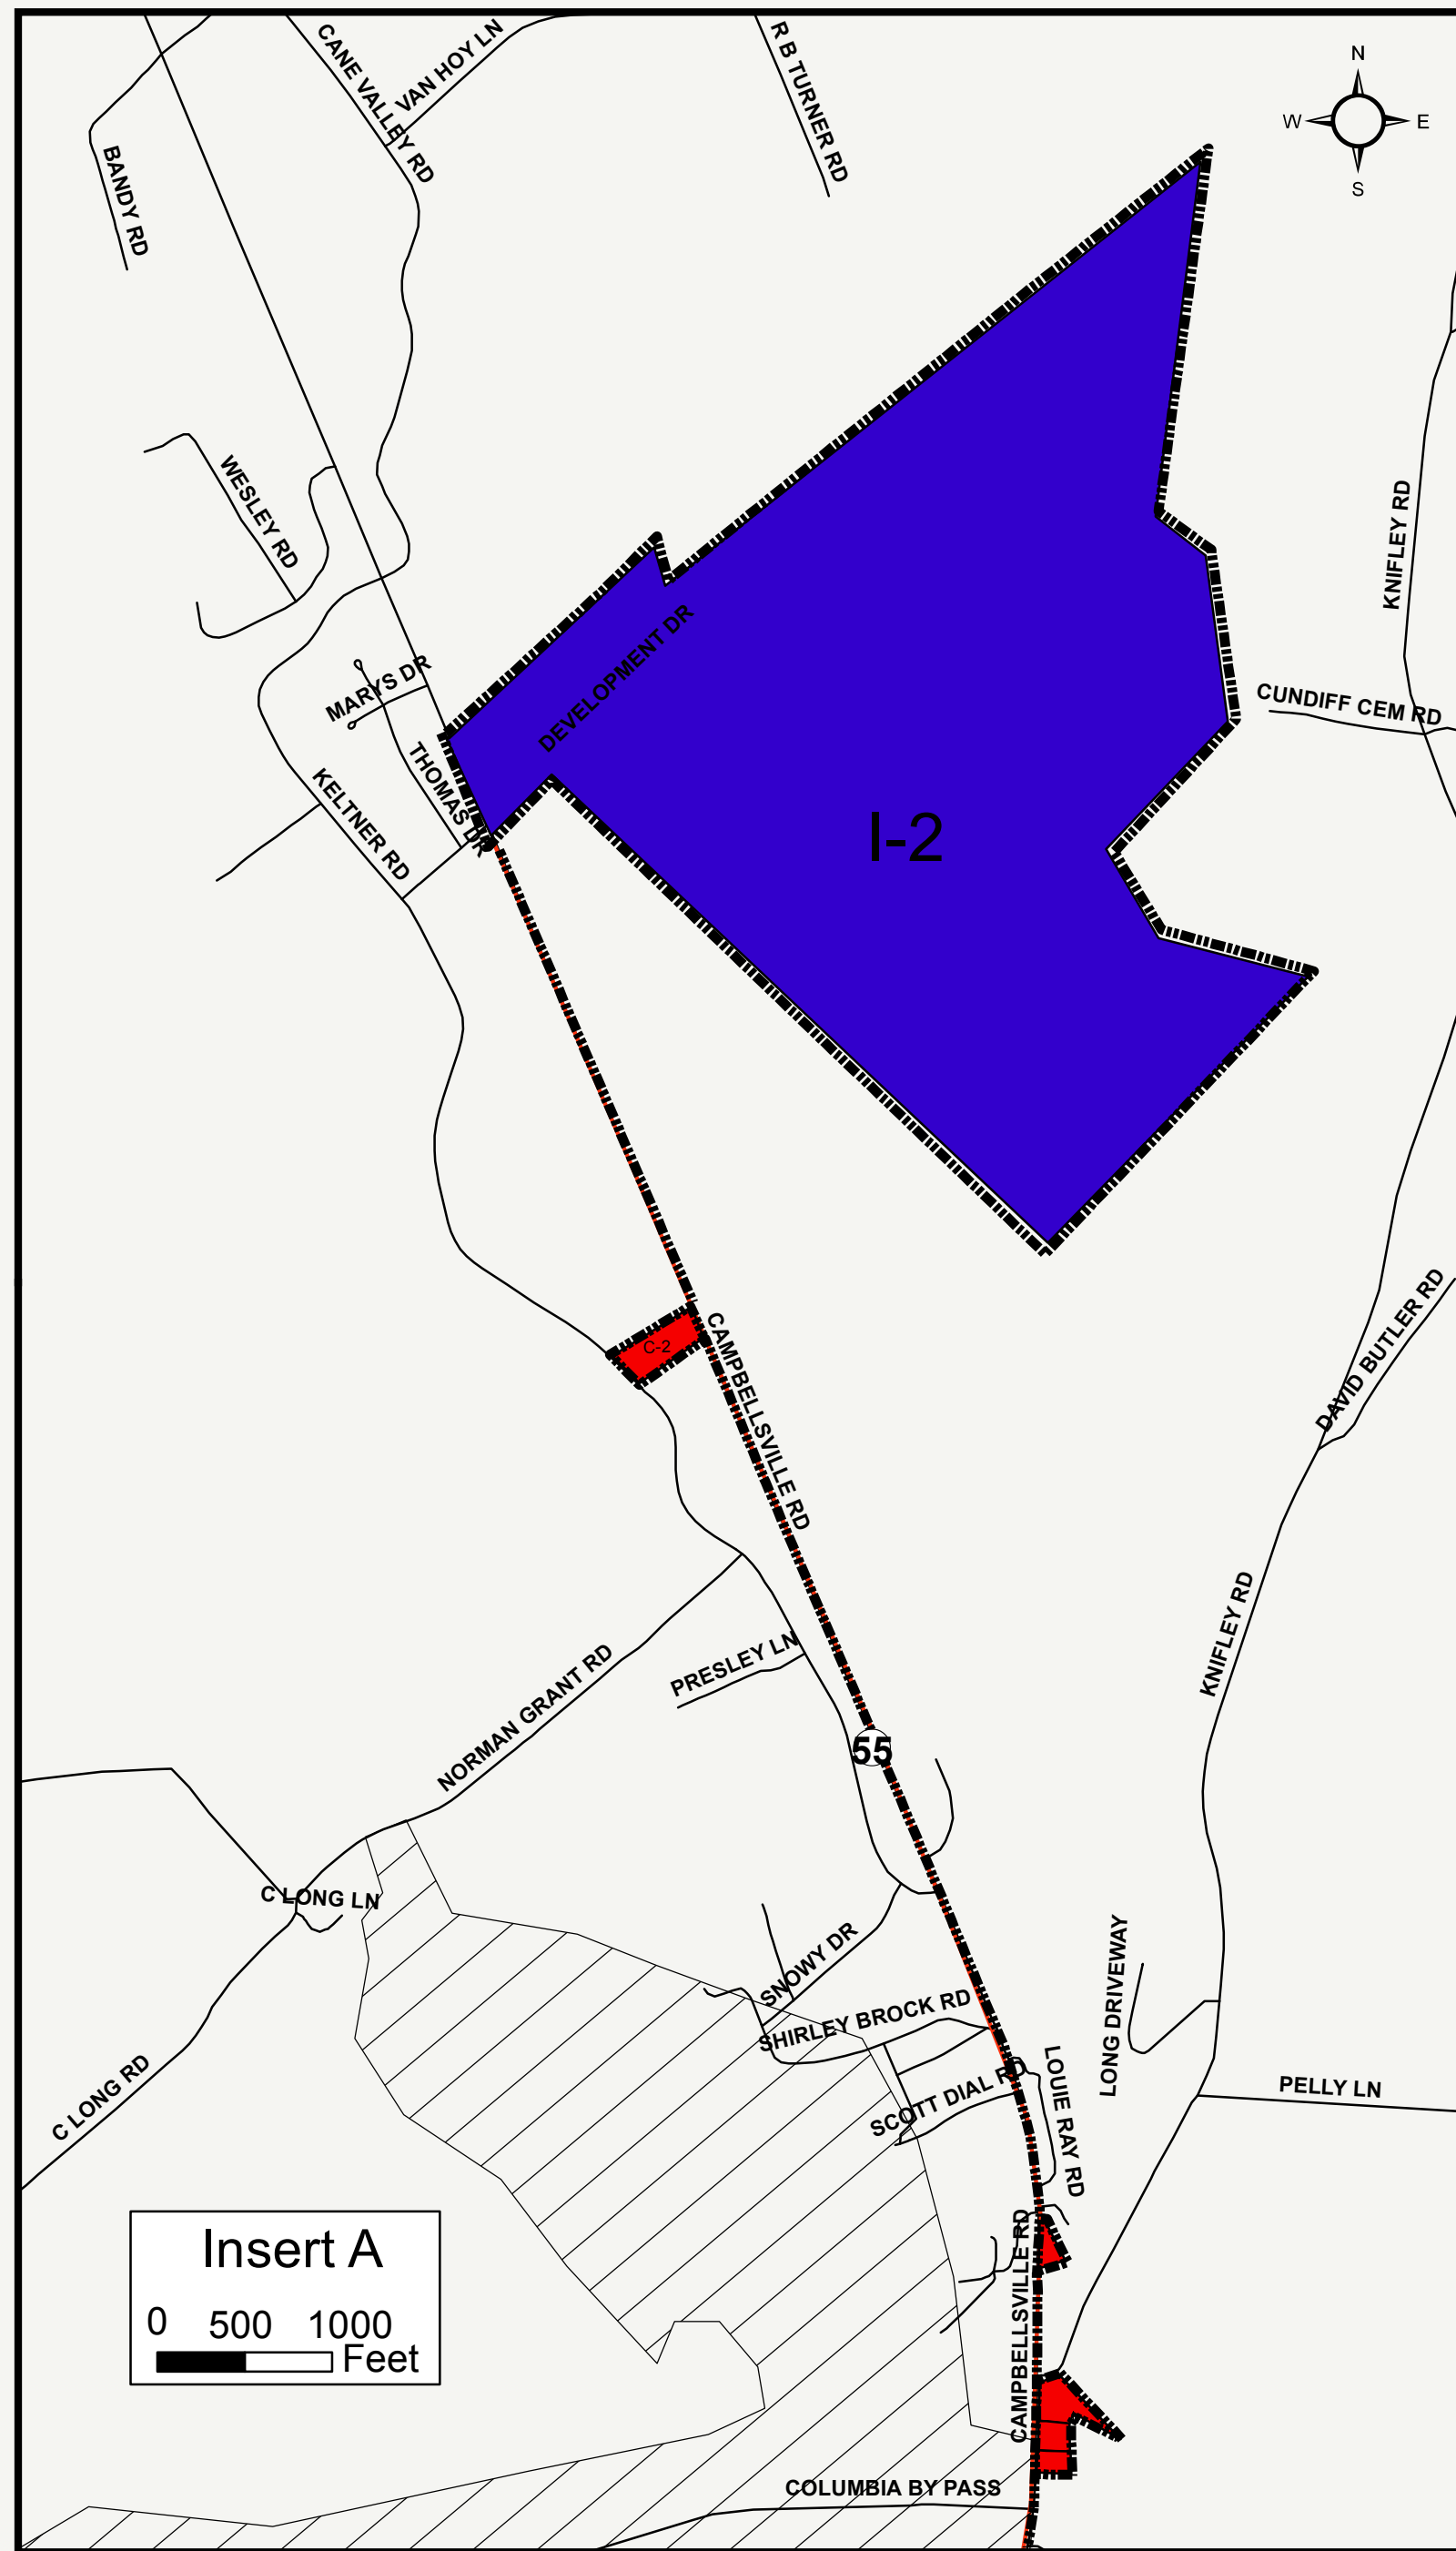 CANE VALLEY RD
VAN HOY LN
R B TURNER RD
N
W
E
S
BANDY RD
WESLEY RD
KNIFLEY RD
MARYS DR
DEVELOPMENT DR
CUNDIFF CEM RD
THOMAS DR
KELTNER RD
I-2
C-2
CAMPBELLSVILLE RD
DAVID BUTLER RD
KNIFLEY RD
PRESLEY LN
NORMAN GRANT RD
55
C LONG LN
SNOWY DR
SHIRLEY BROCK RD
LONG DRIVEWAY
SCOTT DIAL RD
LOUIE RAY RD
PELLY LN
C LONG RD
CAMPBELLSVILLE RD
Insert A
0 500 1000
Feet
COLUMBIA BY PASS